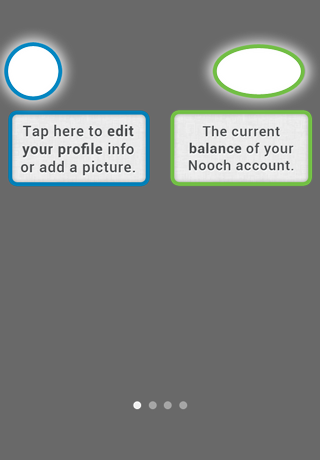 Tap here to edit
your profile info
or add a picture.
The current
balance of your
Nooch account.